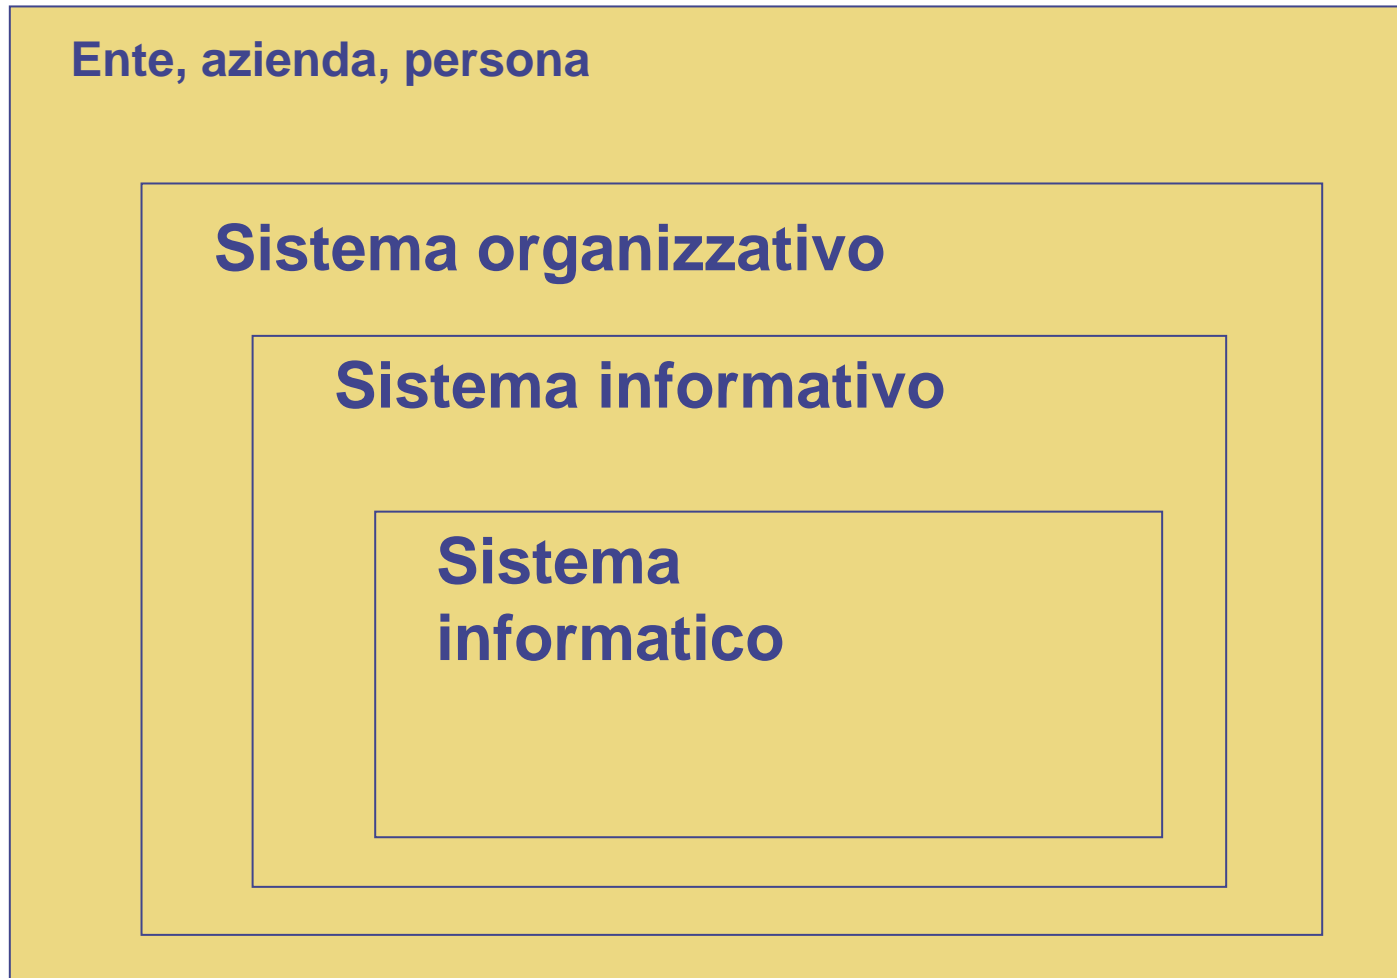 Ente, azienda, persona
Sistema organizzativo
Sistema informativo
Sistema
informatico